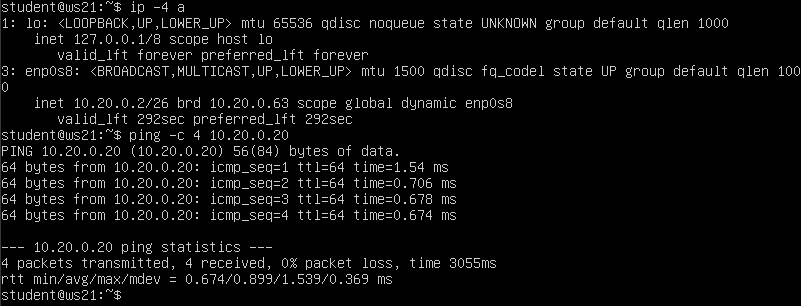 student@ws21:~$ ip -4 a
1: lo: <LOOPBACK,UP,LOWER_UP> mtu 65536 qdisc noqueue state UNKNOWN group default qlen 1000
    inet 127.0.0.1/8 scope host lo
       valid_lft forever preferred_lft forever
3: enp0s8: <BROADCAST,MULTICAST,UP,LOWER_UP> mtu 1500 qdisc fq_codel state UP group default qlen 100
0
    inet 10.20.0.2/26 brd 10.20.0.63 scope global dynamic enp0s8
       valid_lft 292sec preferred_lft 292sec
student@ws21:~$ ping -c 4 10.20.0.20
PING 10.20.0.20 (10.20.0.20) 56(84) bytes of data.
64 bytes from 10.20.0.20: icmp_seq=1 ttl=64 time=1.54 ms
64 bytes from 10.20.0.20: icmp_seq=2 ttl=64 time=0.706 ms
64 bytes from 10.20.0.20: icmp_seq=3 ttl=64 time=0.678 ms
64 bytes from 10.20.0.20: icmp_seq=4 ttl=64 time=0.674 ms

--- 10.20.0.20 ping statistics ---
4 packets transmitted, 4 received, 0% packet loss, time 3055ms
rtt min/avg/max/mdev = 0.674/0.899/1.539/0.369 ms
student@ws21:~$